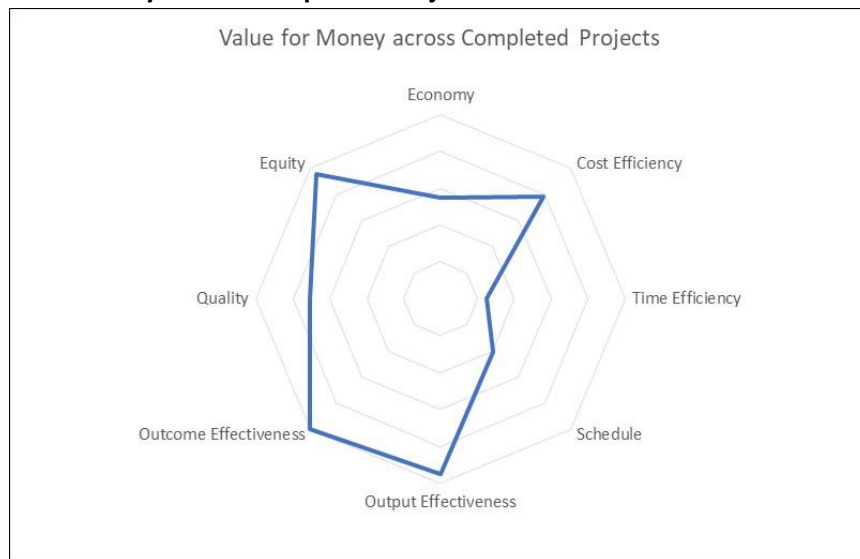 Value for Money across Completed Projects
Economy
Equity
Cost Efficiency
Quality
Time Efficiency
Outcome Effectiveness
Schedule
Output Effectiveness